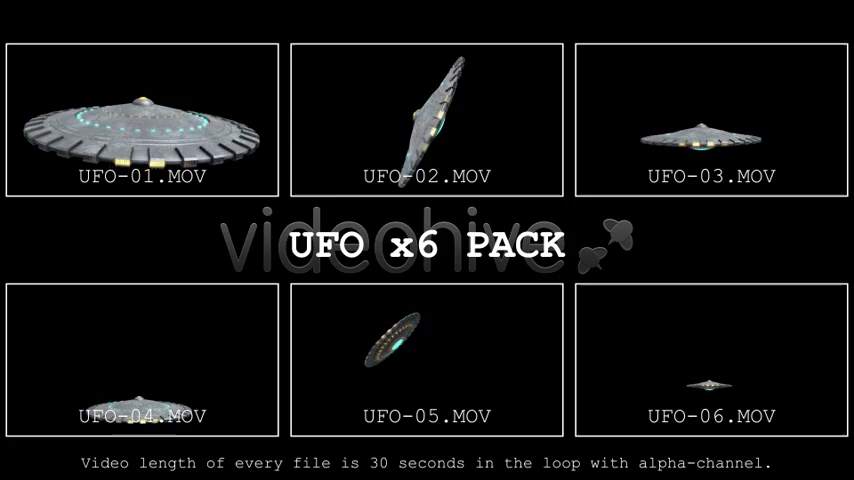 UFO-01.MOV
UFO-02.MOV
UFO-03.MOV
videohive
UFO x6 PACK
UFO-04.MOV
UFO-05.MOV
UFO-06.MOV
Video length of every file is 30 seconds in the loop with alpha-channel.